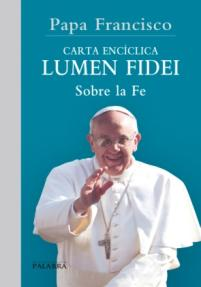 Papa Francisco
CARTA ENCÍCLICA
LUMEN FIDEI
Sobre la Fe
PALABRA